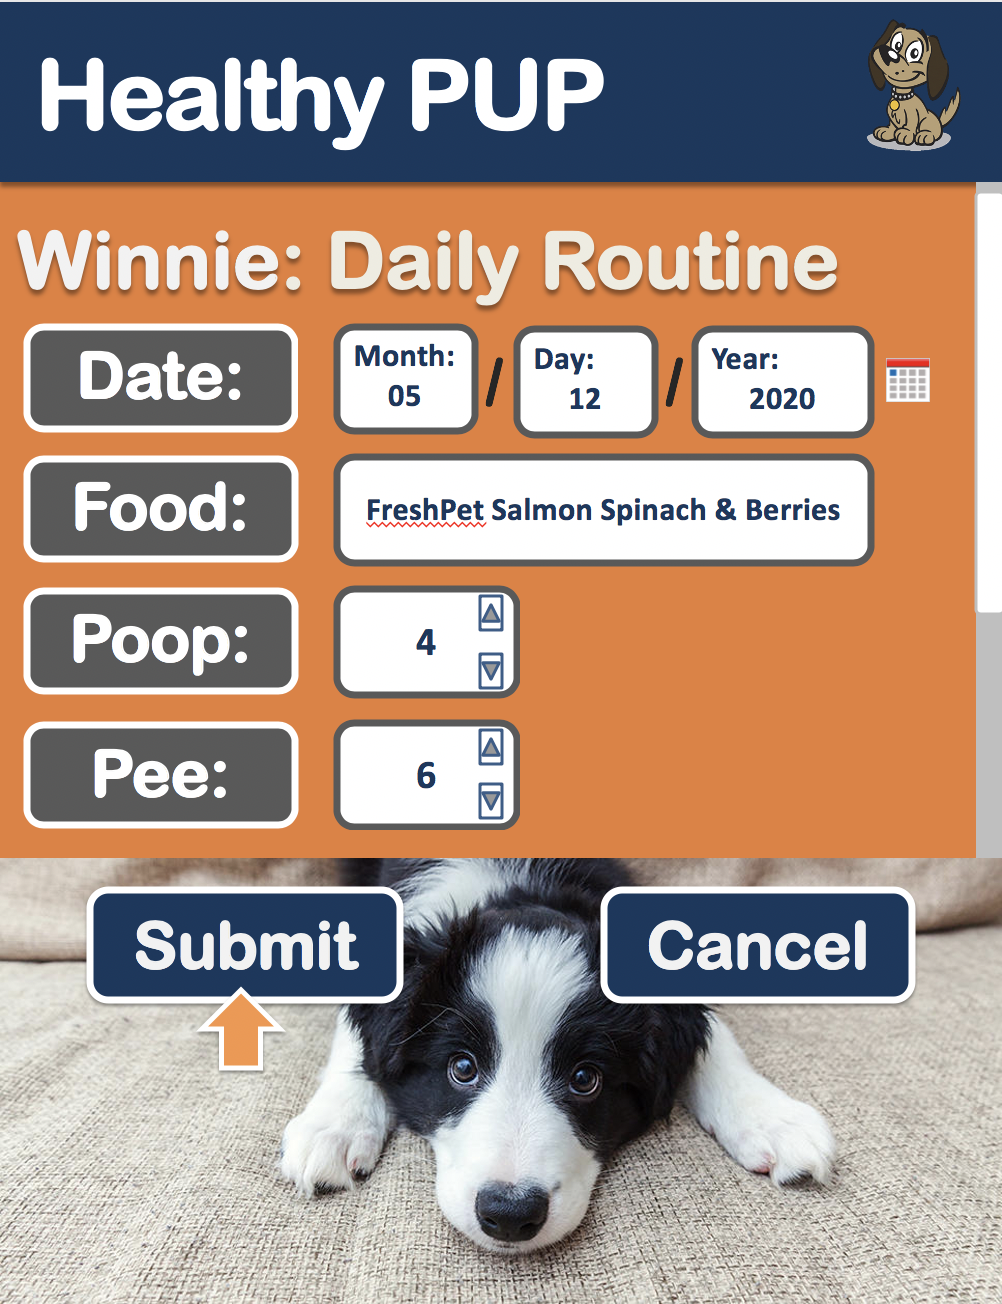 Healthy PUP
Winnie: Daily Routine
Date:
Month:
05
/
Day:
12
/
Year:
2020
Food:
FreshPet Salmon Spinach & Berries
Poop:
4
Pee:
6
Submit
Cancel